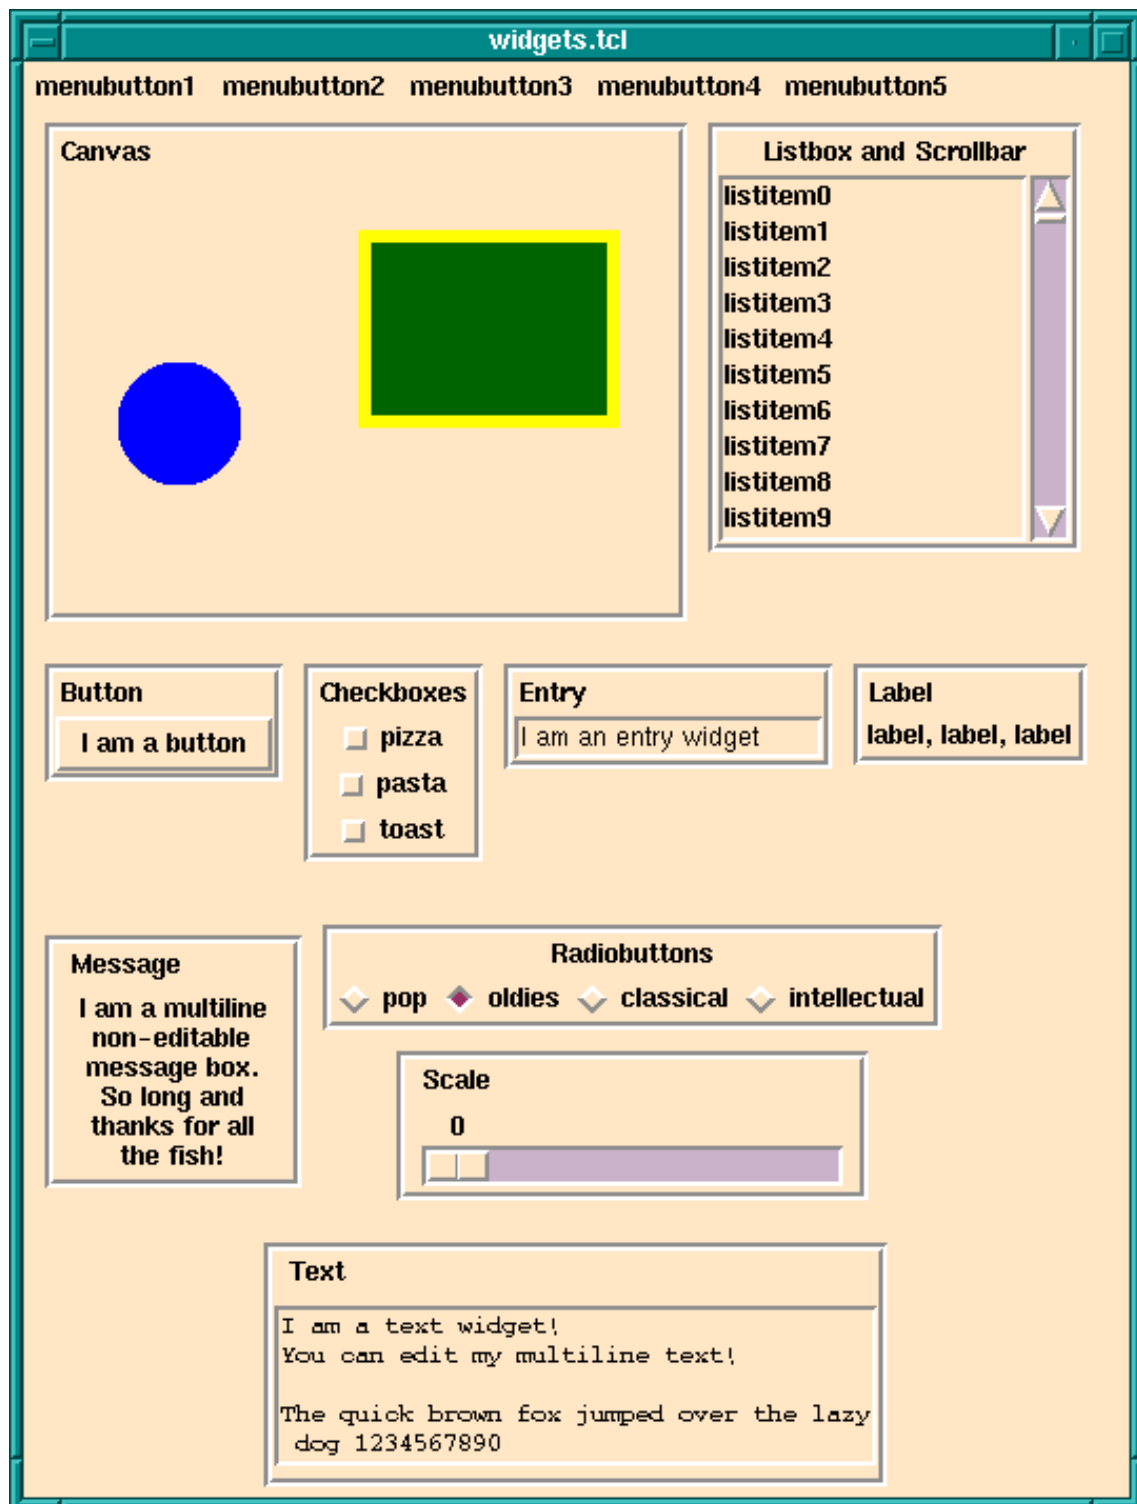 widgets.tcl
menubutton1 menubutton2 menubutton3 menubutton4 menubutton5
Canvas
Listbox and Scrollbar
listitem0
listitem1
listitem2
listitem3
listitem4
listitem5
listitem6
listitem7
listitem8
listitem9
Button
I am a button
Checkboxes
pizza
pasta
toast
Entry
I am an entry widget
Label
label, label, label
Message
I am a multiline
non-editable
message box.
So long and
thanks for all
the fish!
Radiobuttons
pop oldies classical intellectual
Scale
0
Text
I am a text widget!
You can edit my multiline text!
The quick brown fox jumped over the lazy
dog 1234567890